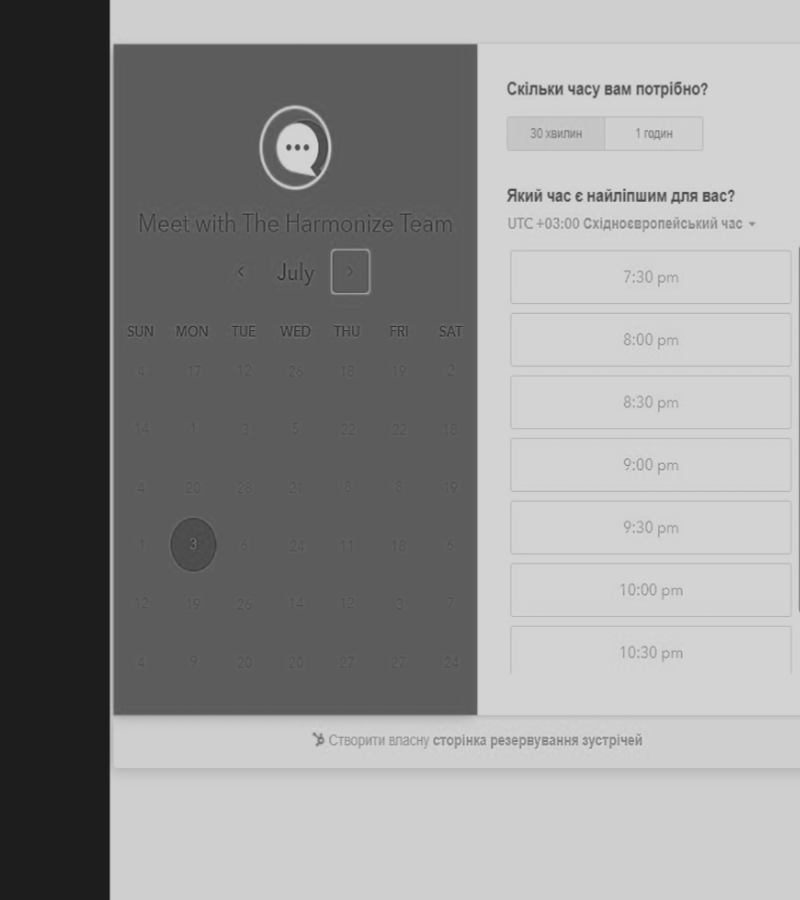 Meet with The Harmonize Team
July
SUN MON TUE WED THU FRI SAT
4 17 12 26 18 19 2
14 1 3 5 22 22 18
4 20 26 21 8 8 19
1 3 6 24 11 18 6
12 19 26 14 12 3 7
4 9 20 20 27 27 24
Скільки часу вам потрібно?
30 хвилин 1 годин
Який час є найліпшим для вас?
UTC +03:00 Східноєвропейський час
7:30 pm
8:00 pm
8:30 pm
9:00 pm
9:30 pm
10:00 pm
10:30 pm
Створити власну сторінка резервування зустрічей